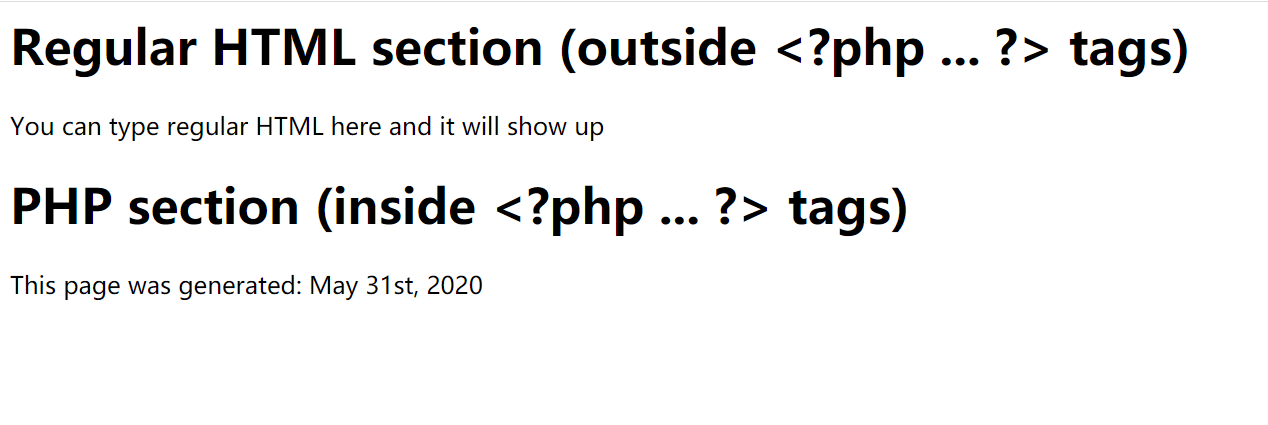 Regular HTML section (outside <?php ... ?> tags)
You can type regular HTML here and it will show up
PHP section (inside <?php ... ?> tags)
This page was generated: May 31st, 2020